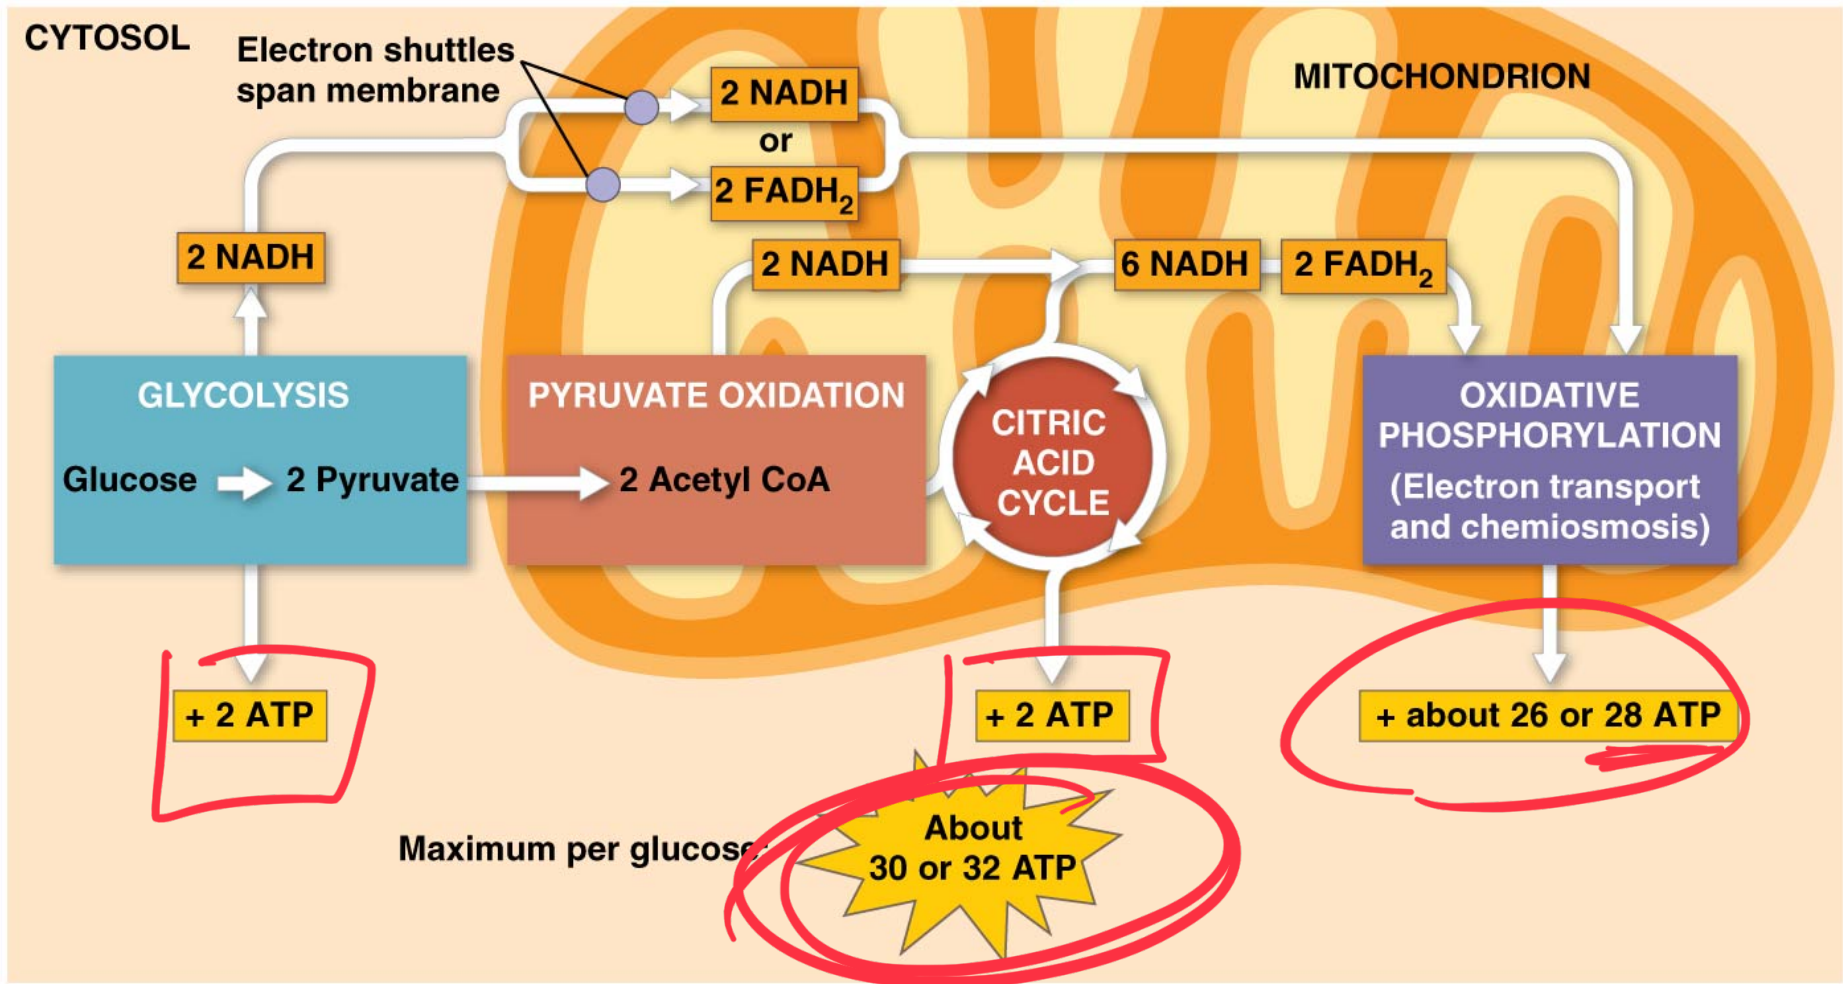 CYTOSOL
Electron shuttles
span membrane
MITOCHONDRION
2 NADH
or
2 FADH₂
2 NADH
2 NADH
6 NADH
2 FADH₂
GLYCOLYSIS
Glucose
2 Pyruvate
PYRUVATE OXIDATION
2 Acetyl CoA
CITRIC
ACID
CYCLE
OXIDATIVE
PHOSPHORYLATION
(Electron transport
and chemiosmosis)
+ 2 ATP
+ 2 ATP
+ about 26 or 28 ATP
Maximum per glucose:
About
30 or 32 ATP